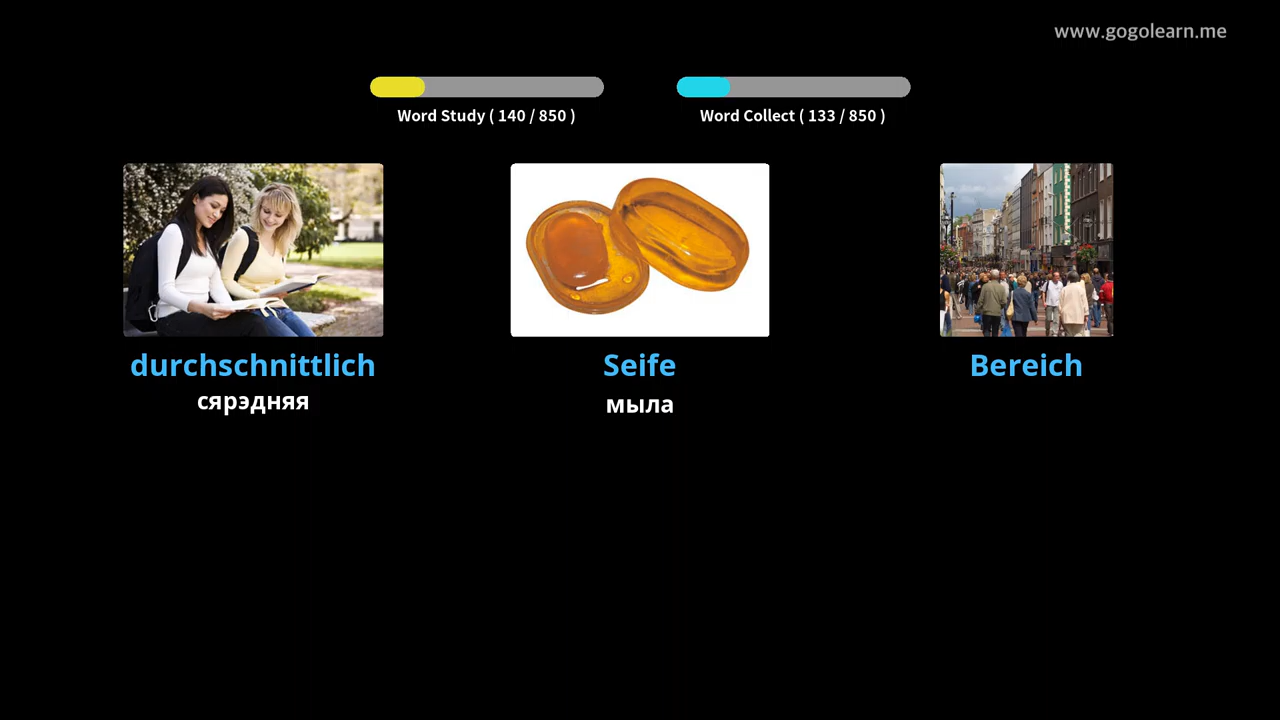 www.gogolearn.me
Word Study ( 140 / 850 )
Word Collect ( 133 / 850 )
durchschnittlich
сярэдняя
Seife
мыла
Bereich